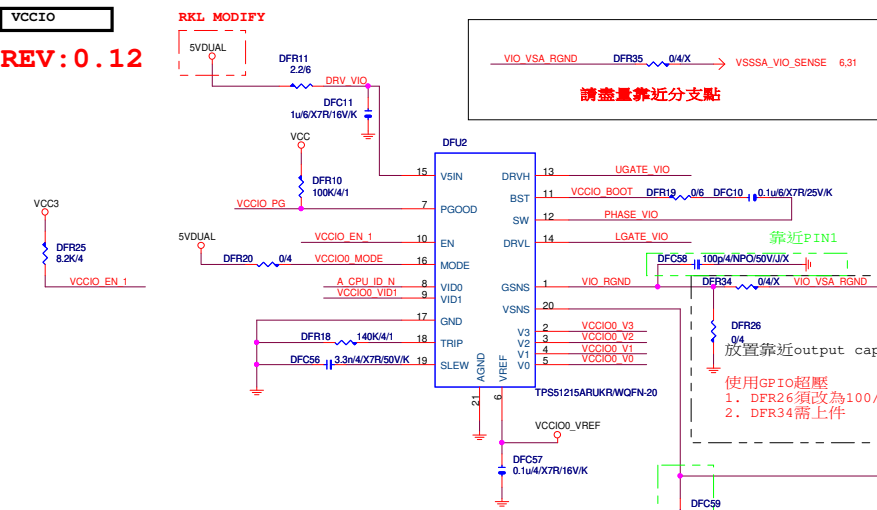 VCCIO
RKL MODIFY
REV:0.12
5VDUAL
DFR11
2.2/6
DRV_VIO
DFC11
1u/6/X7R/16V/K
VIO_VSA_RGND
DFR35
0/4/X
VSSSA_VIO_SENSE
6,31
請盡量靠近分支點
VCC
DFR10
100K/4/1
VCCIO_PG
DFU2
15
V5IN
DRVH
13
UGATE_VIO
7
PGOOD
BST
11
VCCIO_BOOT
DFR19
0/6
DFC10
0.1u/6/X7R/25V/K
SW
12
PHASE_VIO
VCC3
DFR25
8.2K/4
VCCIO_EN_1
VCCIO_EN_1
10
EN
DRVL
14
LGATE_VIO
5VDUAL
DFR20
0/4
VCCIO0_MODE
16
MODE
靠近PIN1
DFC58
100p/4/NPO/50V/J/X
A_CPU_ID_N
8
VID0
GSNS
1
VIO_RGND
DFR34
0/4/X
VIO_VSA_RGND
VCCIO0_VID1
9
VID1
VSNS
20
17
GND
V3
2
VCCIO0_V3
DFR18
140K/4/1
18
TRIP
V2
3
VCCIO0_V2
V1
4
VCCIO0_V1
DFC56
3.3n/4/X7R/50V/K
19
SLEW
V0
5
VCCIO0_V0
DFR26
0/4
放置靠近output cap
AGND
VREF
21
6
TPS51215ARUKR/WQFN-20
使用GPIO超壓
1. DFR26須改為100/
2. DFR34需上件
VCCIO0_VREF
DFC57
0.1u/4/X7R/16V/K
DFC59